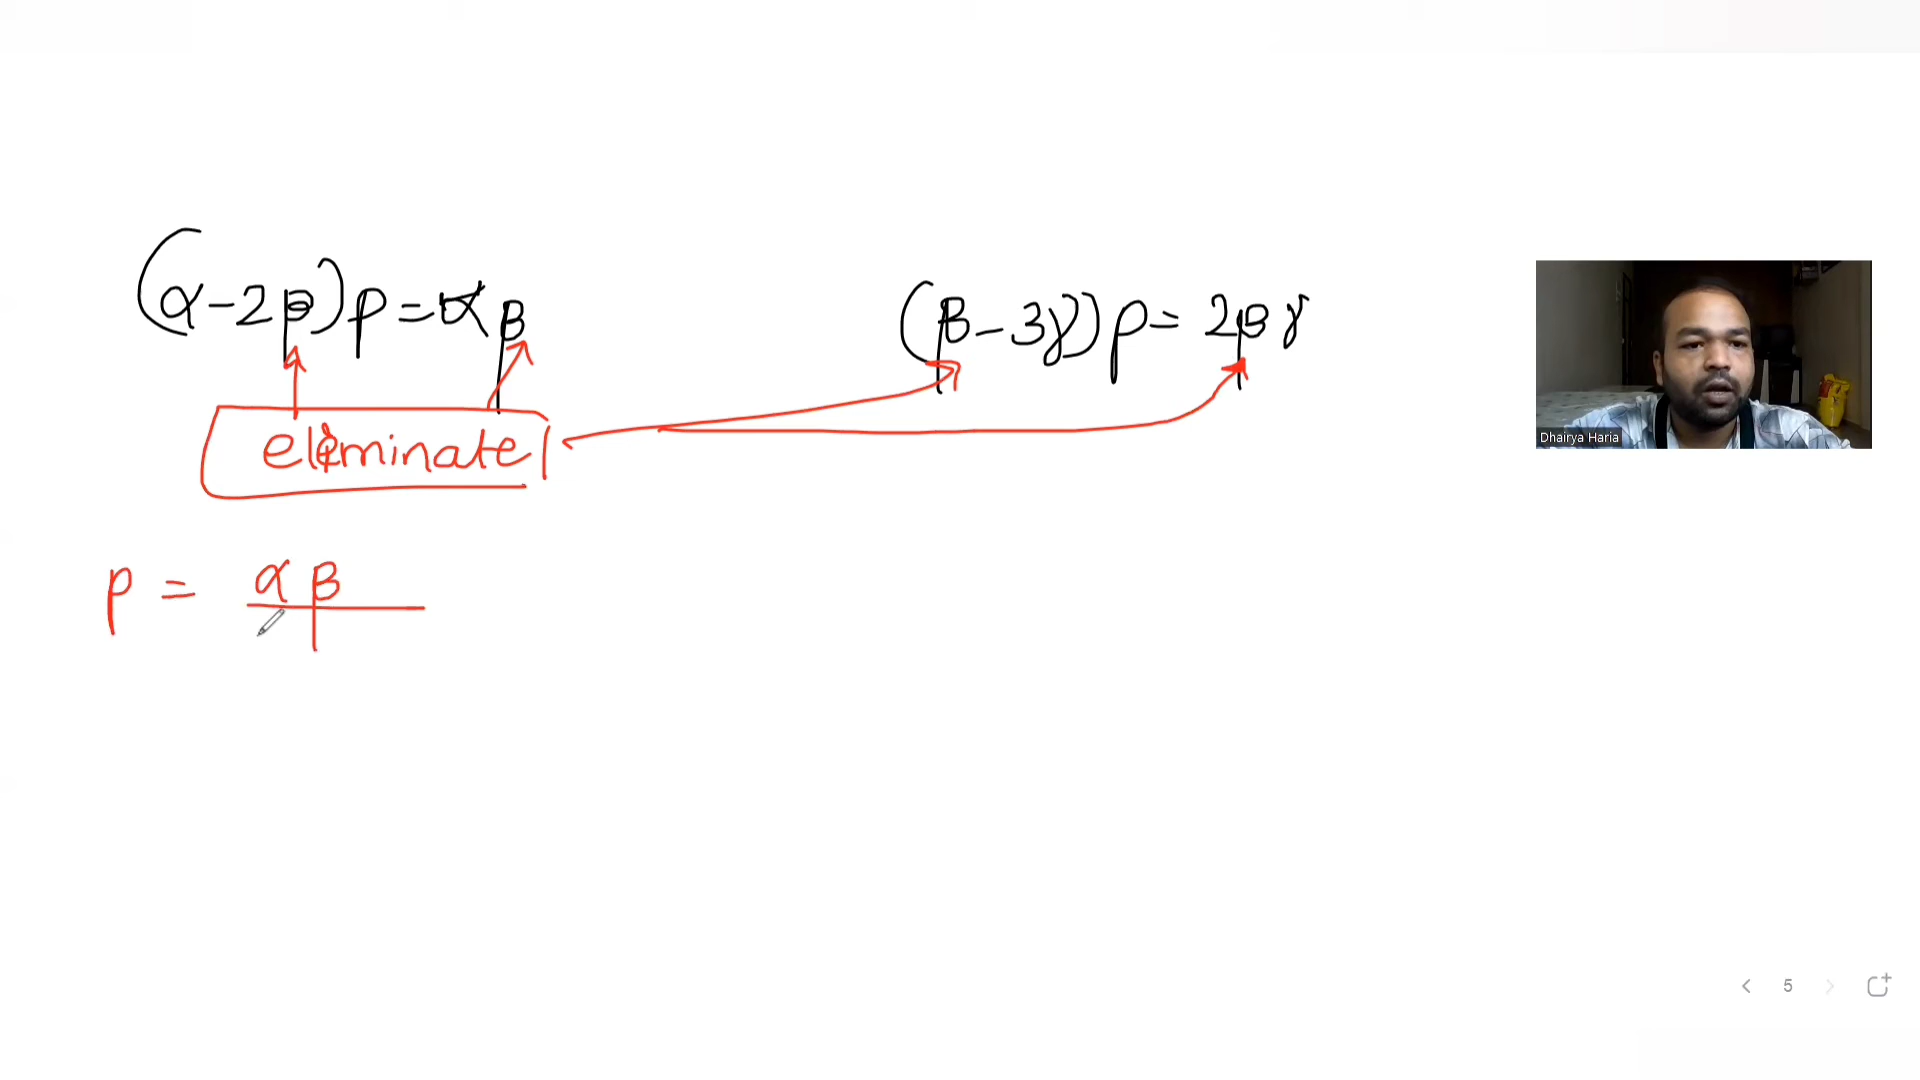 (α-2β)p=αβ
(β-3γ)p=2βγ
eliminate
Dhairya Haria
p = αβ
5